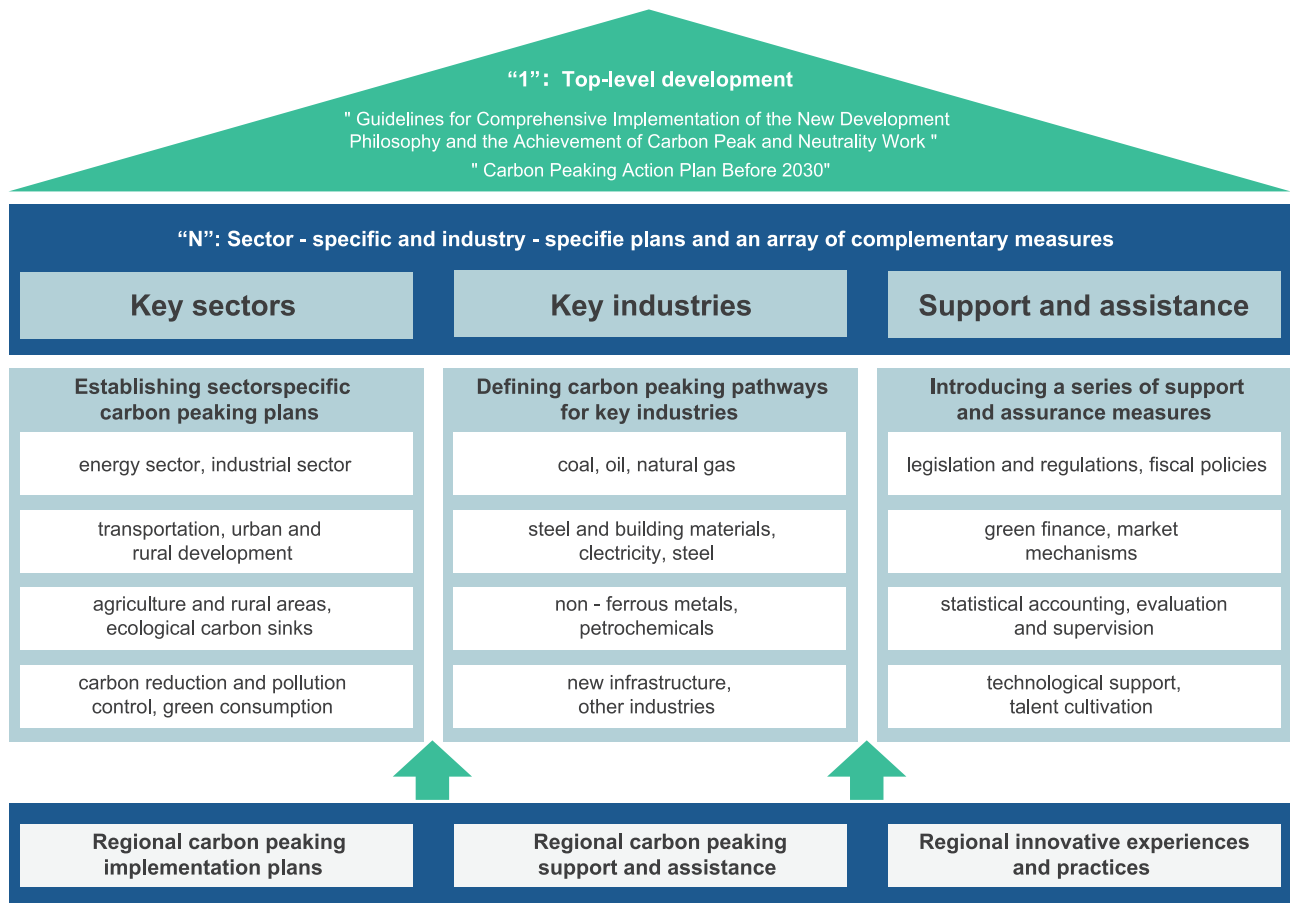 “1”: Top-level development
" Guidelines for Comprehensive Implementation of the New Development
Philosophy and the Achievement of Carbon Peak and Neutrality Work "
" Carbon Peaking Action Plan Before 2030"
“N”: Sector - specific and industry - specifie plans and an array of complementary measures
Key sectors
Key industries
Support and assistance
Establishing sectorspecific
carbon peaking plans
energy sector, industrial sector
transportation, urban and
rural development
agriculture and rural areas,
ecological carbon sinks
carbon reduction and pollution
control, green consumption
Defining carbon peaking pathways
for key industries
coal, oil, natural gas
steel and building materials,
clectricity, steel
non - ferrous metals,
petrochemicals
new infrastructure,
other industries
Introducing a series of support
and assurance measures
legislation and regulations, fiscal policies
green finance, market
mechanisms
statistical accounting, evaluation
and supervision
technological support,
talent cultivation
Regional carbon peaking
implementation plans
Regional carbon peaking
support and assistance
Regional innovative experiences
and practices